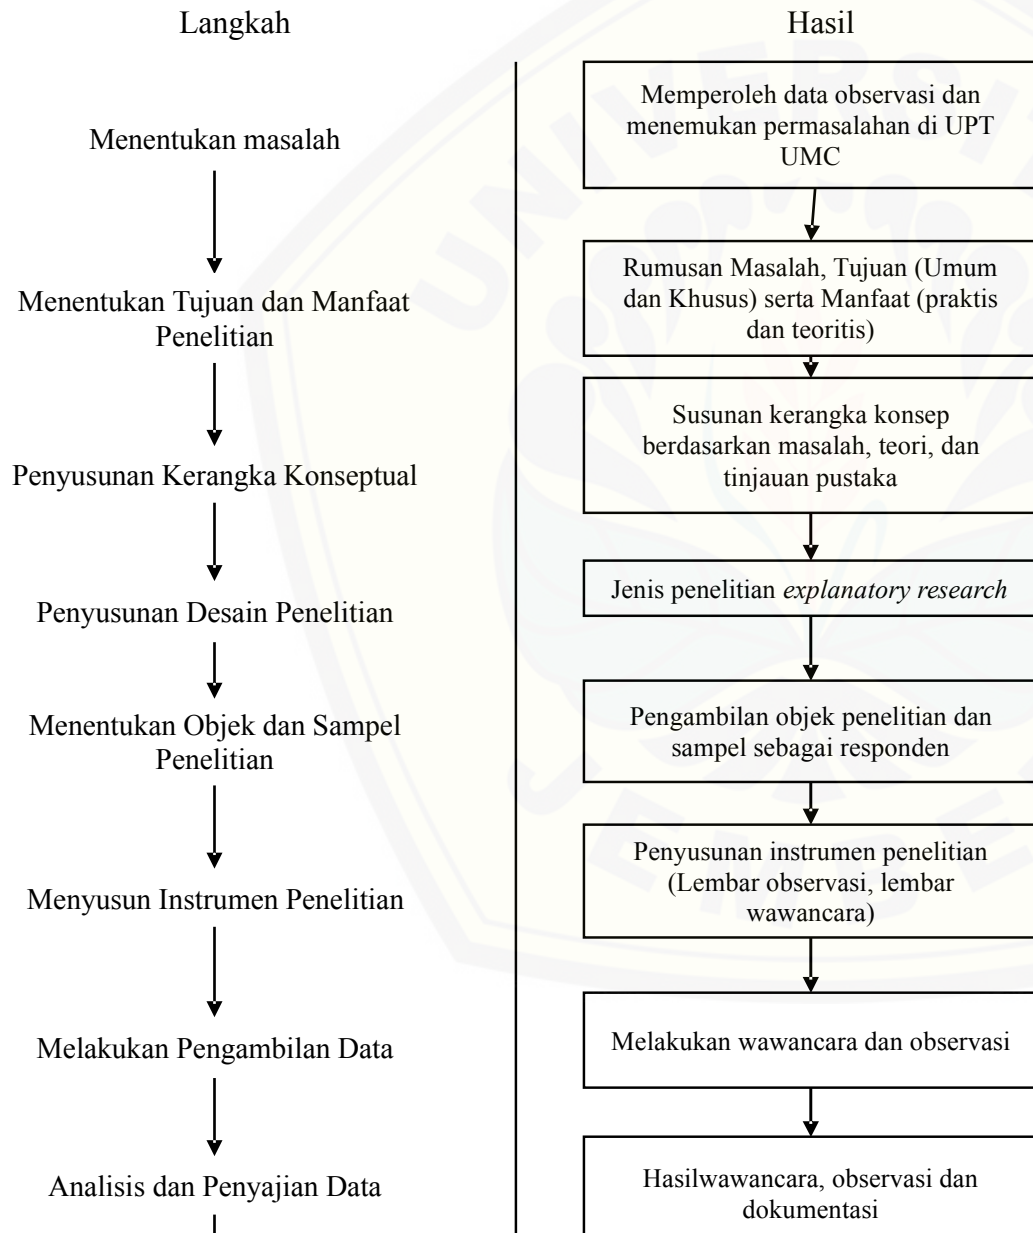 Langkah
Hasil
Menentukan masalah
Menentukan Tujuan dan Manfaat
Penelitian
Penyusunan Kerangka Konseptual
Penyusunan Desain Penelitian
Menentukan Objek dan Sampel
Penelitian
Menyusun Instrumen Penelitian
Melakukan Pengambilan Data
Analisis dan Penyajian Data
Memperoleh data observasi dan
menemukan permasalahan di UPT
UMC
Rumusan Masalah, Tujuan (Umum
dan Khusus) serta Manfaat (praktis
dan teoritis)
Susunan kerangka konsep
berdasarkan masalah, teori, dan
tinjauan pustaka
Jenis penelitian explanatory research
Pengambilan objek penelitian dan
sampel sebagai responden
Penyusunan instrumen penelitian
(Lembar observasi, lembar
wawancara)
Melakukan wawancara dan observasi
Hasilwawancara, observasi dan
dokumentasi
UNIVERSI
JEMBE